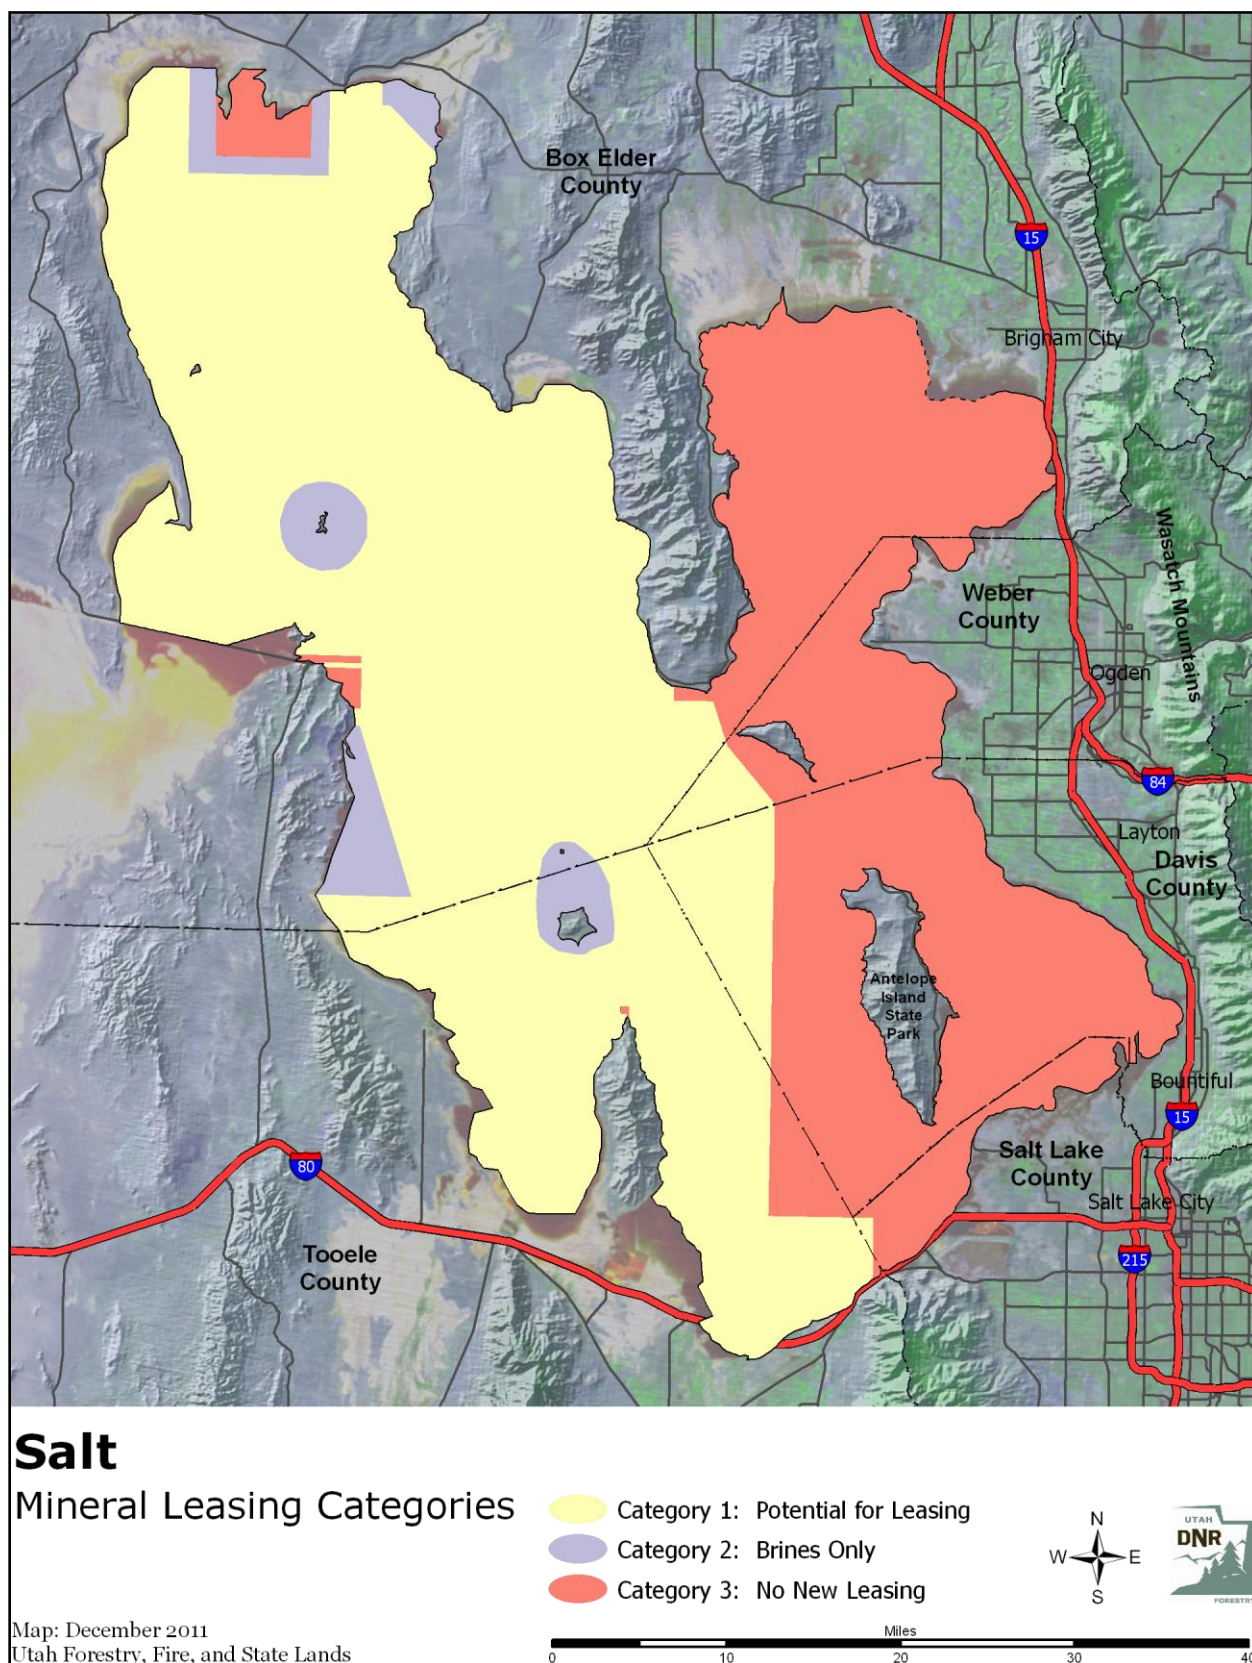 Box Elder
County
15
Brigham City
Wasatch Mountains
Weber
County
Ogden
84
Layton
Davis
County
Antelope
Island
State
Park
Bountiful
15
Salt Lake
County
80
Salt Lake City
Tooele
County
215
Salt
Mineral Leasing Categories
Category 1: Potential for Leasing
Category 2: Brines Only
Category 3: No New Leasing
N
W E
S
UTAH
DNR
FORESTRY
Map: December 2011
Utah Forestry, Fire, and State Lands
Miles
0 10 20 30 40